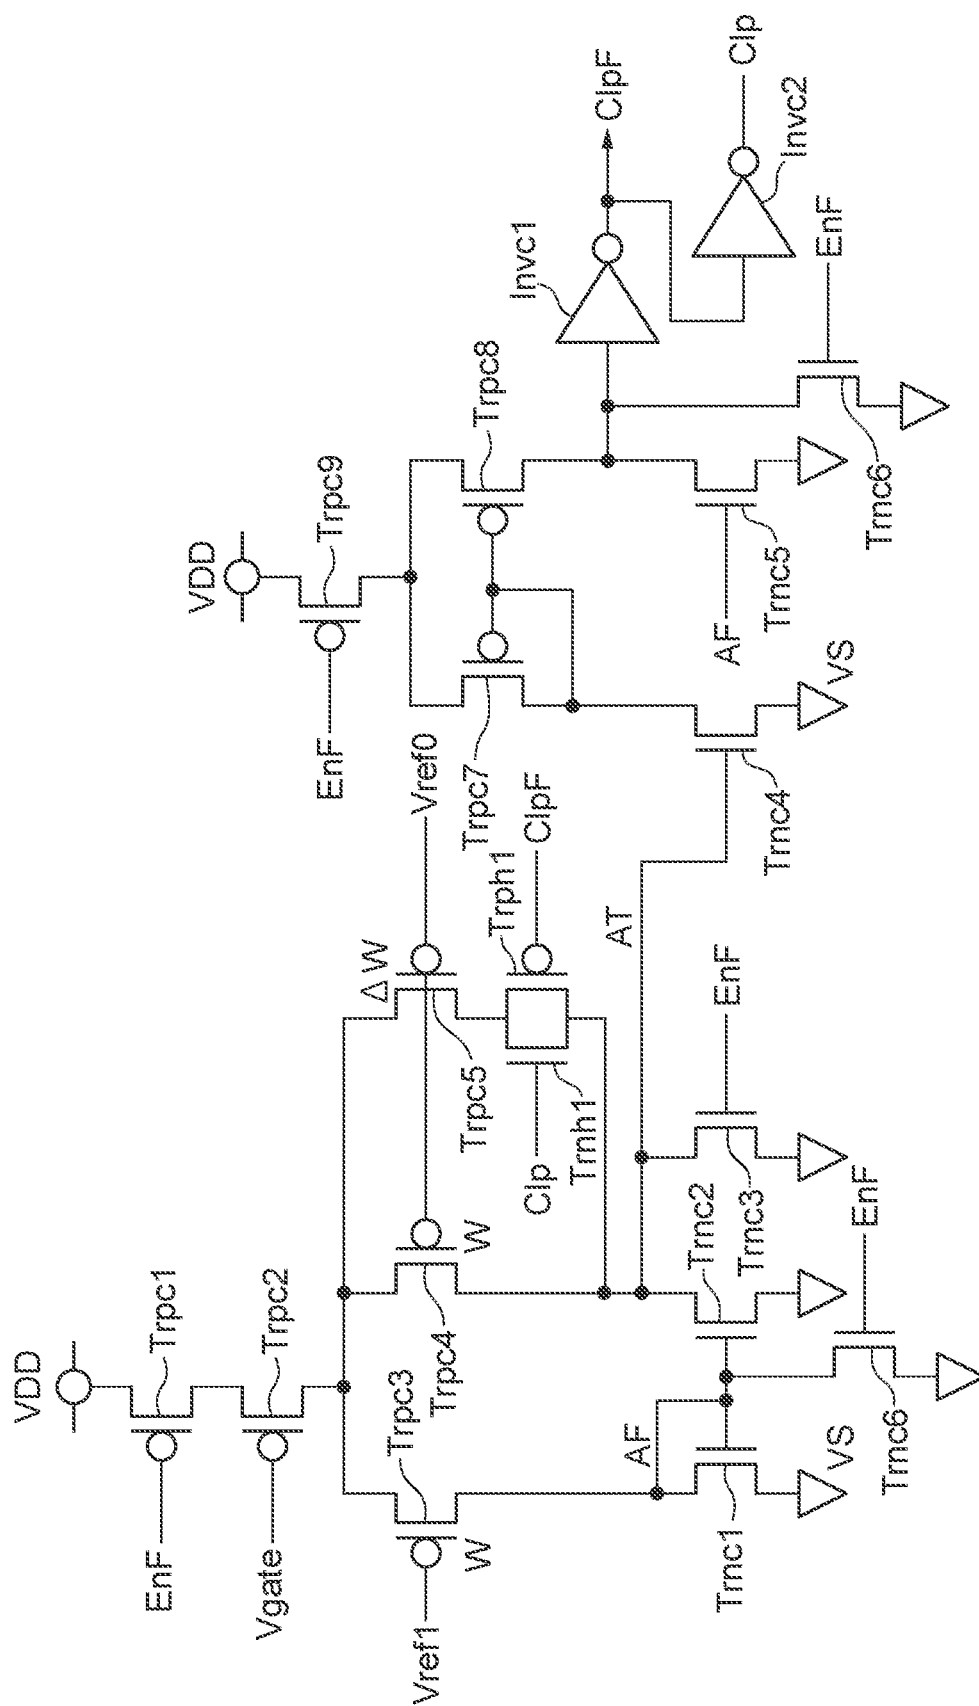 VDD
EnF
Trpc1
Vgate
Trpc2
Vref1
W
Trpc3
Trpc4
W
Vref0
ΔW
Trpc5
Trph1
ClpF
Clp
Trnh1
AF
AT
Trnc1
VS
Trnc2
Trnc3
EnF
Trnc6
EnF
VDD
EnF
Trpc9
Trpc7
Trpc8
Trnc4
VS
AF
Trnc5
Trnc6
EnF
Invc1
ClpF
Invc2
Clp